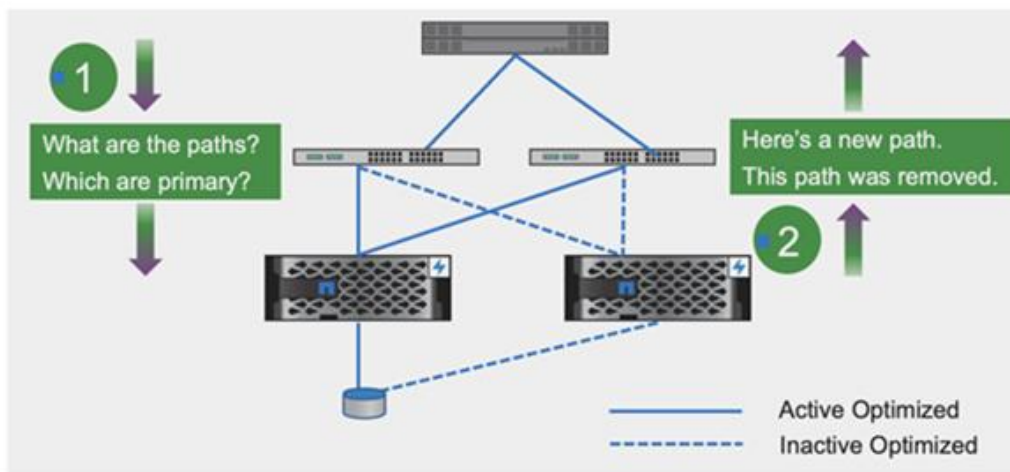 1
What are the paths?
Which are primary?
Here's a new path.
This path was removed.
2
Active Optimized
Inactive Optimized